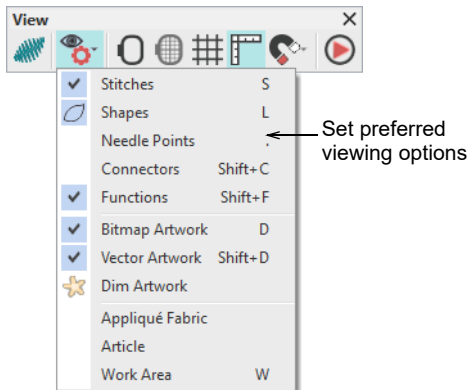 View
Stitches S
Shapes L
Needle Points .
Set preferred
viewing options
Connectors Shift+C
Functions Shift+F
Bitmap Artwork D
Vector Artwork Shift+D
Dim Artwork
Appliqué Fabric
Article
Work Area W